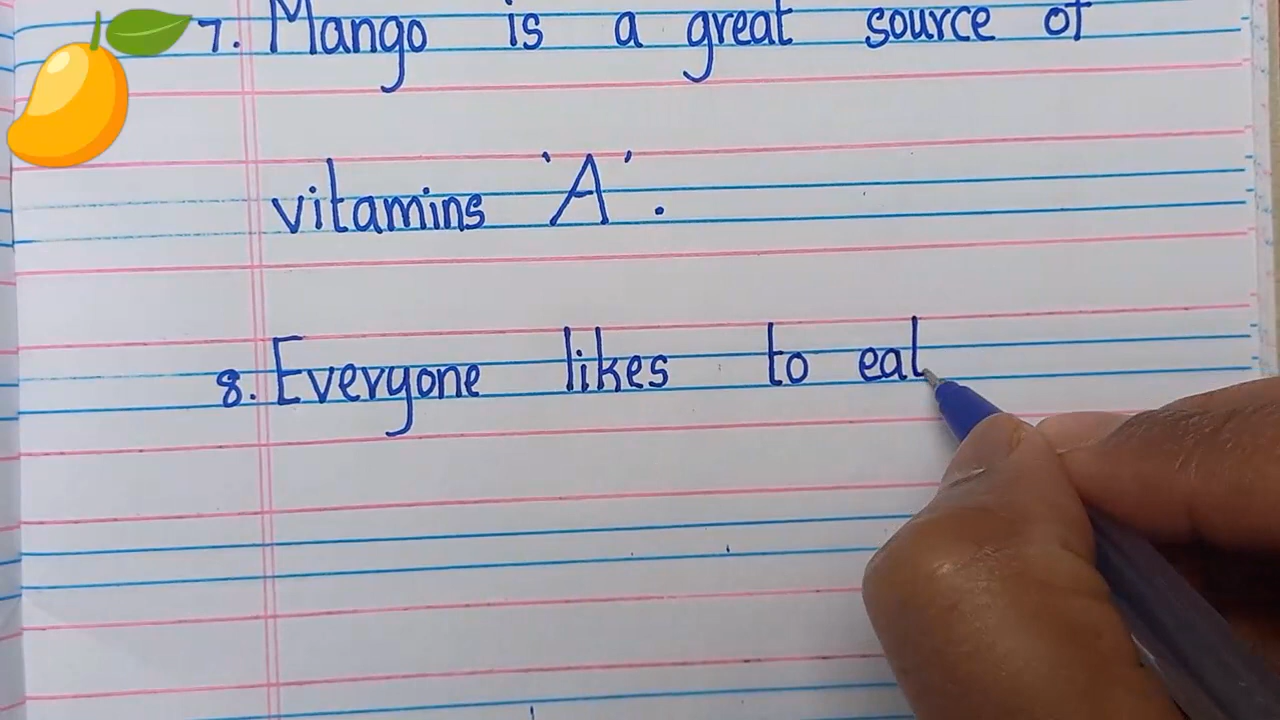 7. Mango is a great source of
vitamins 'A'.
8. Everyone likes to eat